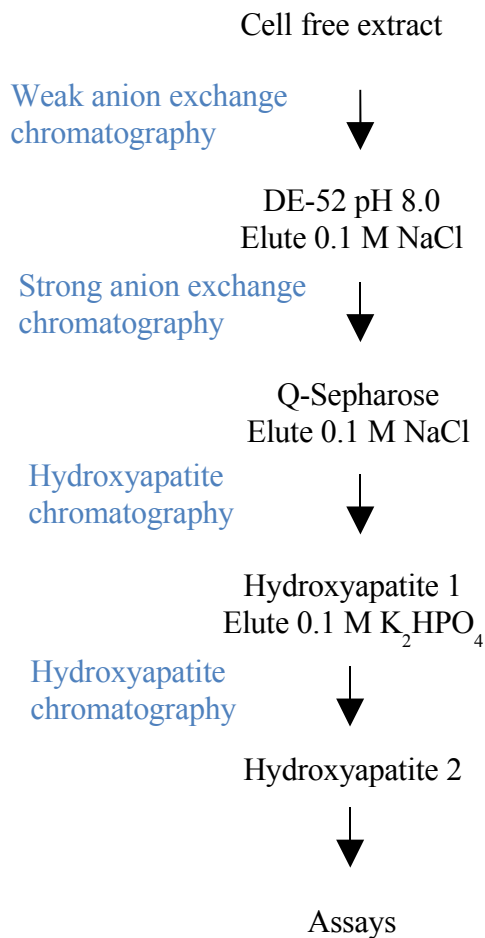 Cell free extract
Weak anion exchange
chromatography
DE-52 pH 8.0
Elute 0.1 M NaCl
Strong anion exchange
chromatography
Q-Sepharose
Elute 0.1 M NaCl
Hydroxyapatite
chromatography
Hydroxyapatite 1
Elute 0.1 M K₂HPO₄
Hydroxyapatite
chromatography
Hydroxyapatite 2
Assays